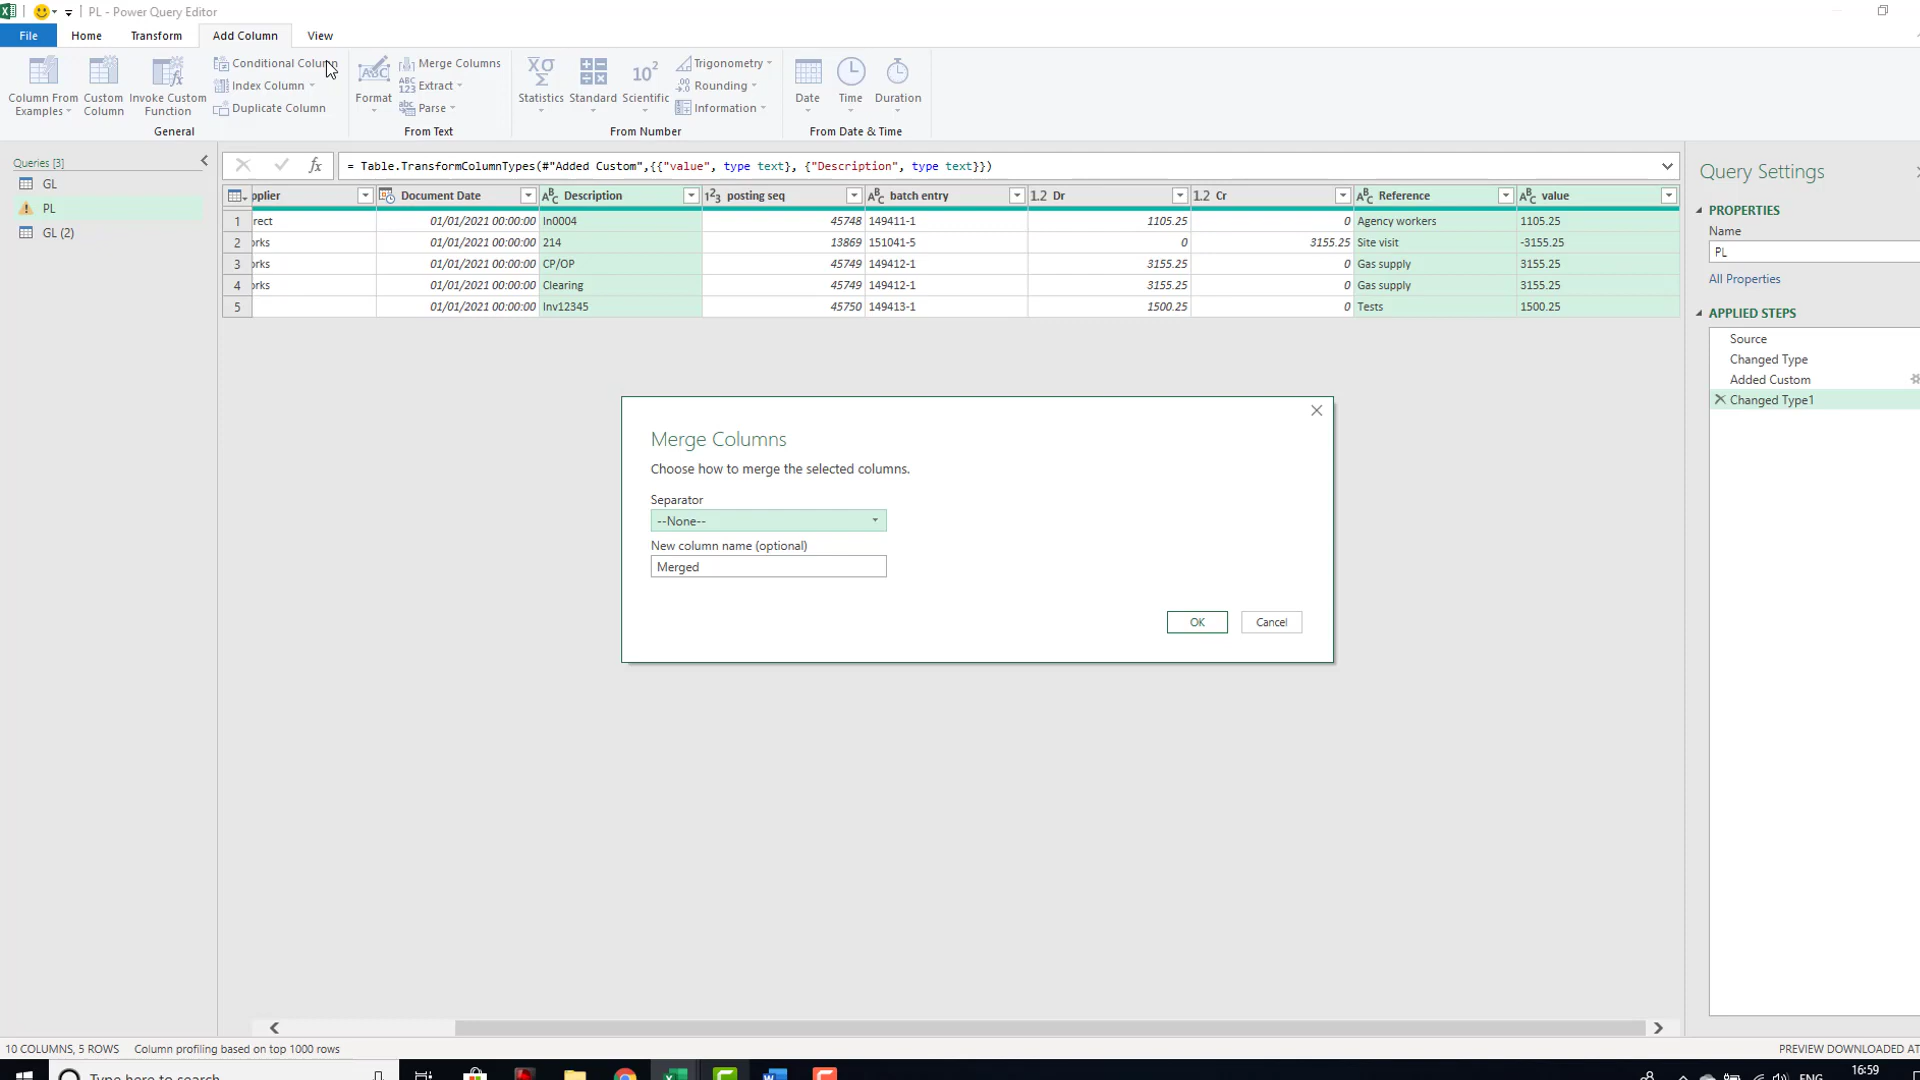 PL - Power Query Editor
File Home Transform Add Column View
Column From Examples
Custom Column
Invoke Custom Function
Conditional Column
Index Column
Duplicate Column
General
Format
Merge Columns
Extract
Parse
From Text
Statistics
Standard
Scientific
Trigonometry
Rounding
Information
From Number
Date
Time
Duration
From Date & Time
Queries [3]
GL
PL
GL (2)
= Table.TransformColumnTypes(#"Added Custom",{{"value", type text}, {"Description", type text}})
pplier Document Date Description posting seq batch entry Dr Cr Reference value
1 rect 01/01/2021 00:00:00 In0004 45748 149411-1 1105.25 0 Agency workers 1105.25
2 orks 01/01/2021 00:00:00 214 13869 151041-5 0 3155.25 Site visit -3155.25
3 orks 01/01/2021 00:00:00 CP/OP 45749 149412-1 3155.25 0 Gas supply 3155.25
4 orks 01/01/2021 00:00:00 Clearing 45749 149412-1 3155.25 0 Gas supply 3155.25
5 01/01/2021 00:00:00 Inv12345 45750 149413-1 1500.25 0 Tests 1500.25
Merge Columns
Choose how to merge the selected columns.
Separator
--None--
New column name (optional)
Merged
OK Cancel
Query Settings
PROPERTIES
Name
PL
All Properties
APPLIED STEPS
Source
Changed Type
Added Custom
Changed Type1
10 COLUMNS, 5 ROWS Column profiling based on top 1000 rows
PREVIEW DOWNLOADED AT
Type here to search
ENG
16:59